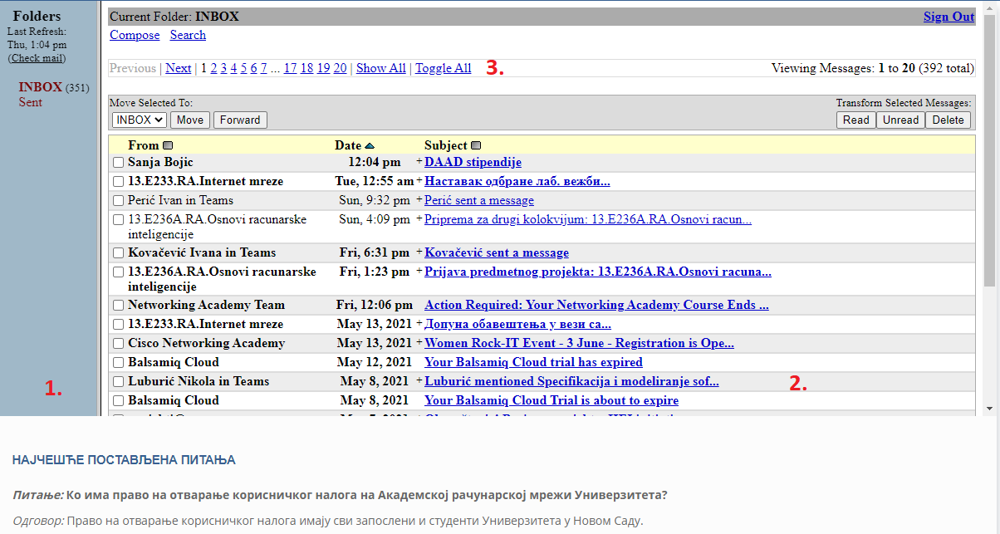 Folders
Last Refresh:
Thu, 1:04 pm
(Check mail)
INBOX (351)
Sent
1.
Current Folder: INBOX Sign Out
Compose Search
Previous | Next | 1 2 3 4 5 6 7 ... 17 18 19 20 | Show All | Toggle All 3. Viewing Messages: 1 to 20 (392 total)
Move Selected To: Transform Selected Messages:
INBOX Move Forward Read Unread Delete
From Date Subject
Sanja Bojic 12:04 pm + DAAD stipendije
13.E233.RA.Internet mreze Tue, 12:55 am + Наставак одбране лаб. вежби...
Perić Ivan in Teams Sun, 9:32 pm + Perić sent a message
13.E236A.RA.Osnovi racunarske Sun, 4:09 pm + Priprema za drugi kolokvijum: 13.E236A.RA.Osnovi racun...
inteligencije
Kovačević Ivana in Teams Fri, 6:31 pm + Kovačević sent a message
13.E236A.RA.Osnovi racunarske Fri, 1:23 pm + Prijava predmetnog projekta: 13.E236A.RA.Osnovi racuna...
inteligencije
Networking Academy Team Fri, 12:06 pm Action Required: Your Networking Academy Course Ends ...
13.E233.RA.Internet mreze May 13, 2021 + Допуна обавештења у вези са...
Cisco Networking Academy May 13, 2021 + Women Rock-IT Event - 3 June - Registration is Ope...
Balsamiq Cloud May 12, 2021 Your Balsamiq Cloud trial has expired
Luburić Nikola in Teams May 8, 2021 + Luburić mentioned Specifikacija i modeliranje sof... 2.
Balsamiq Cloud May 8, 2021 Your Balsamiq Cloud Trial is about to expire
НАЈЧЕШЋЕ ПОСТАВЉЕНА ПИТАЊА
Питање: Ко има право на отварање корисничког налога на Академској рачунарској мрежи Универзитета?
Одговор: Право на отварање корисничког налога имају сви запослени и студенти Универзитета у Новом Саду.